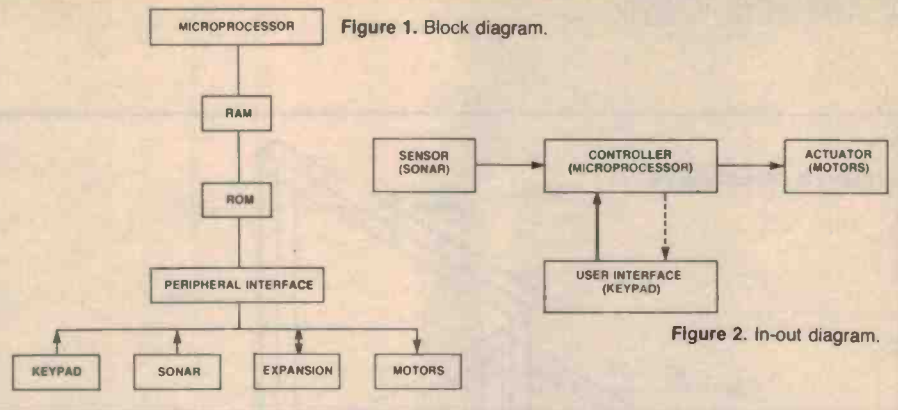 MICROPROCESSOR
Figure 1. Block diagram.
RAM
ROM
PERIPHERAL INTERFACE
KEYPAD
SONAR
EXPANSION
MOTORS
SENSOR
(SONAR)
CONTROLLER
(MICROPROCESSOR)
ACTUATOR
(MOTORS)
USER INTERFACE
(KEYPAD)
Figure 2. In-out diagram.